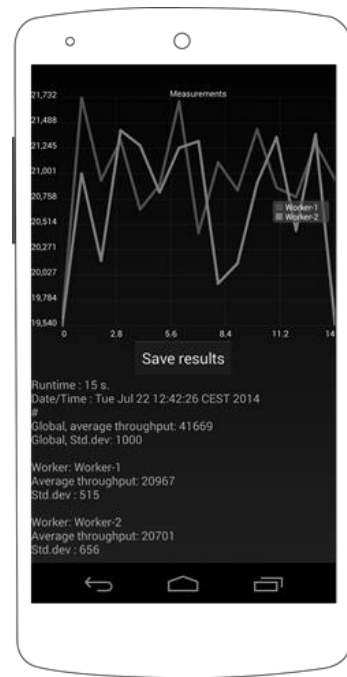 Measurements
21,732
21,488
21,245
21,001
20,758
20,514
20,271
20,027
19,784
19,540
Worker-1
Worker-2
0 2.8 5.6 8.4 11.2 14
Save results
Runtime : 15 s.
Date/Time : Tue Jul 22 12:42:26 CEST 2014
#
Global, average throughput: 41669
Global, Std.dev: 1000
Worker: Worker-1
Average throughput: 20967
Std.dev : 515
Worker: Worker-2
Average throughput: 20701
Std.dev : 656